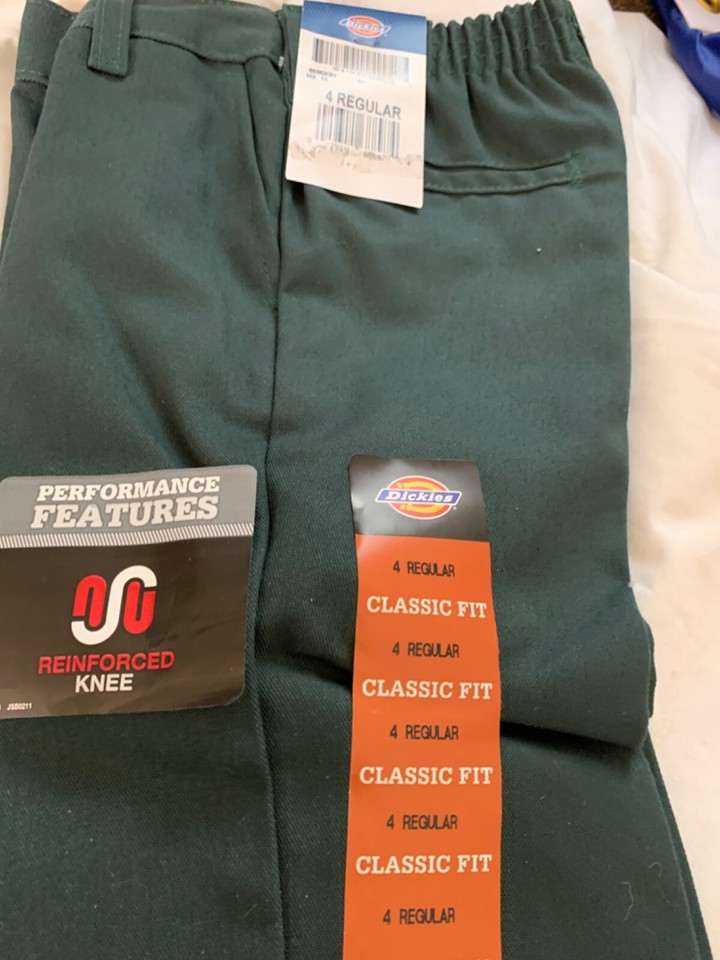 Dickies
4 REGULAR
PERFORMANCE
FEATURES
REINFORCED
KNEE
JSB0211
Dickies
4 REGULAR
CLASSIC FIT
4 REGULAR
CLASSIC FIT
4 REGULAR
CLASSIC FIT
4 REGULAR
CLASSIC FIT
4 REGULAR